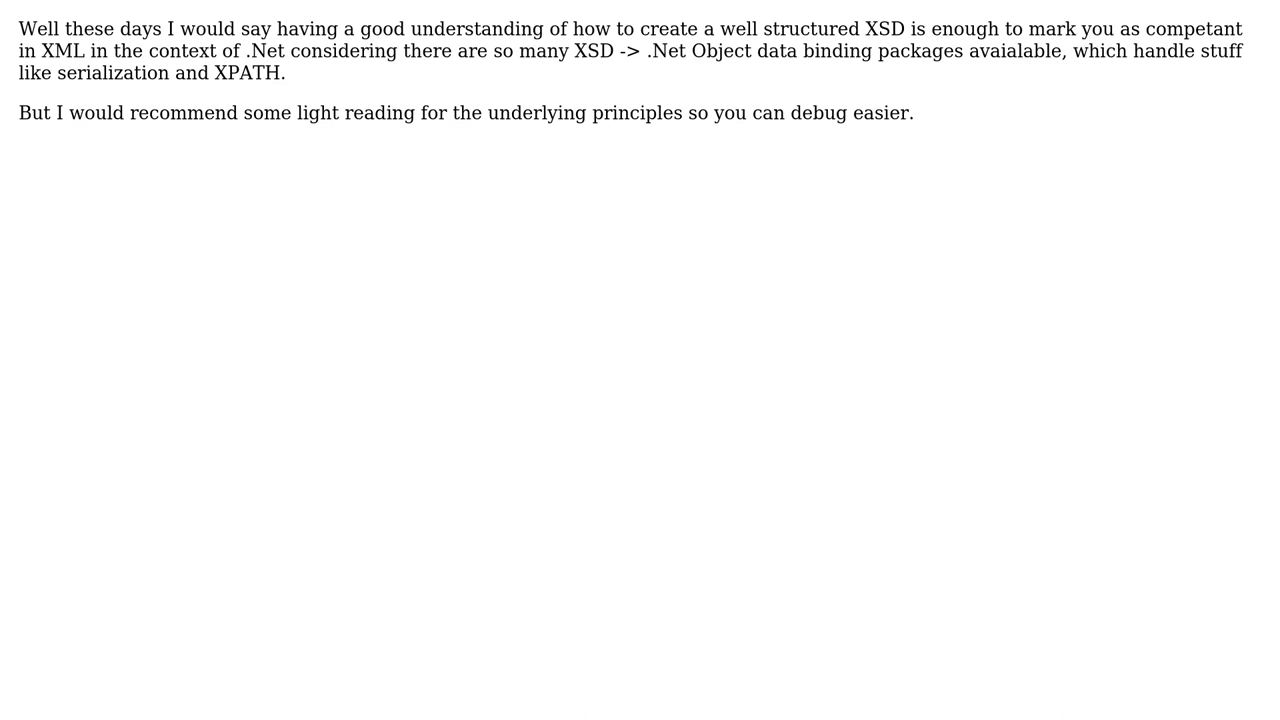 Well these days I would say having a good understanding of how to create a well structured XSD is enough to mark you as competant
in XML in the context of .Net considering there are so many XSD -> .Net Object data binding packages avaialable, which handle stuff
like serialization and XPATH.
But I would recommend some light reading for the underlying principles so you can debug easier.